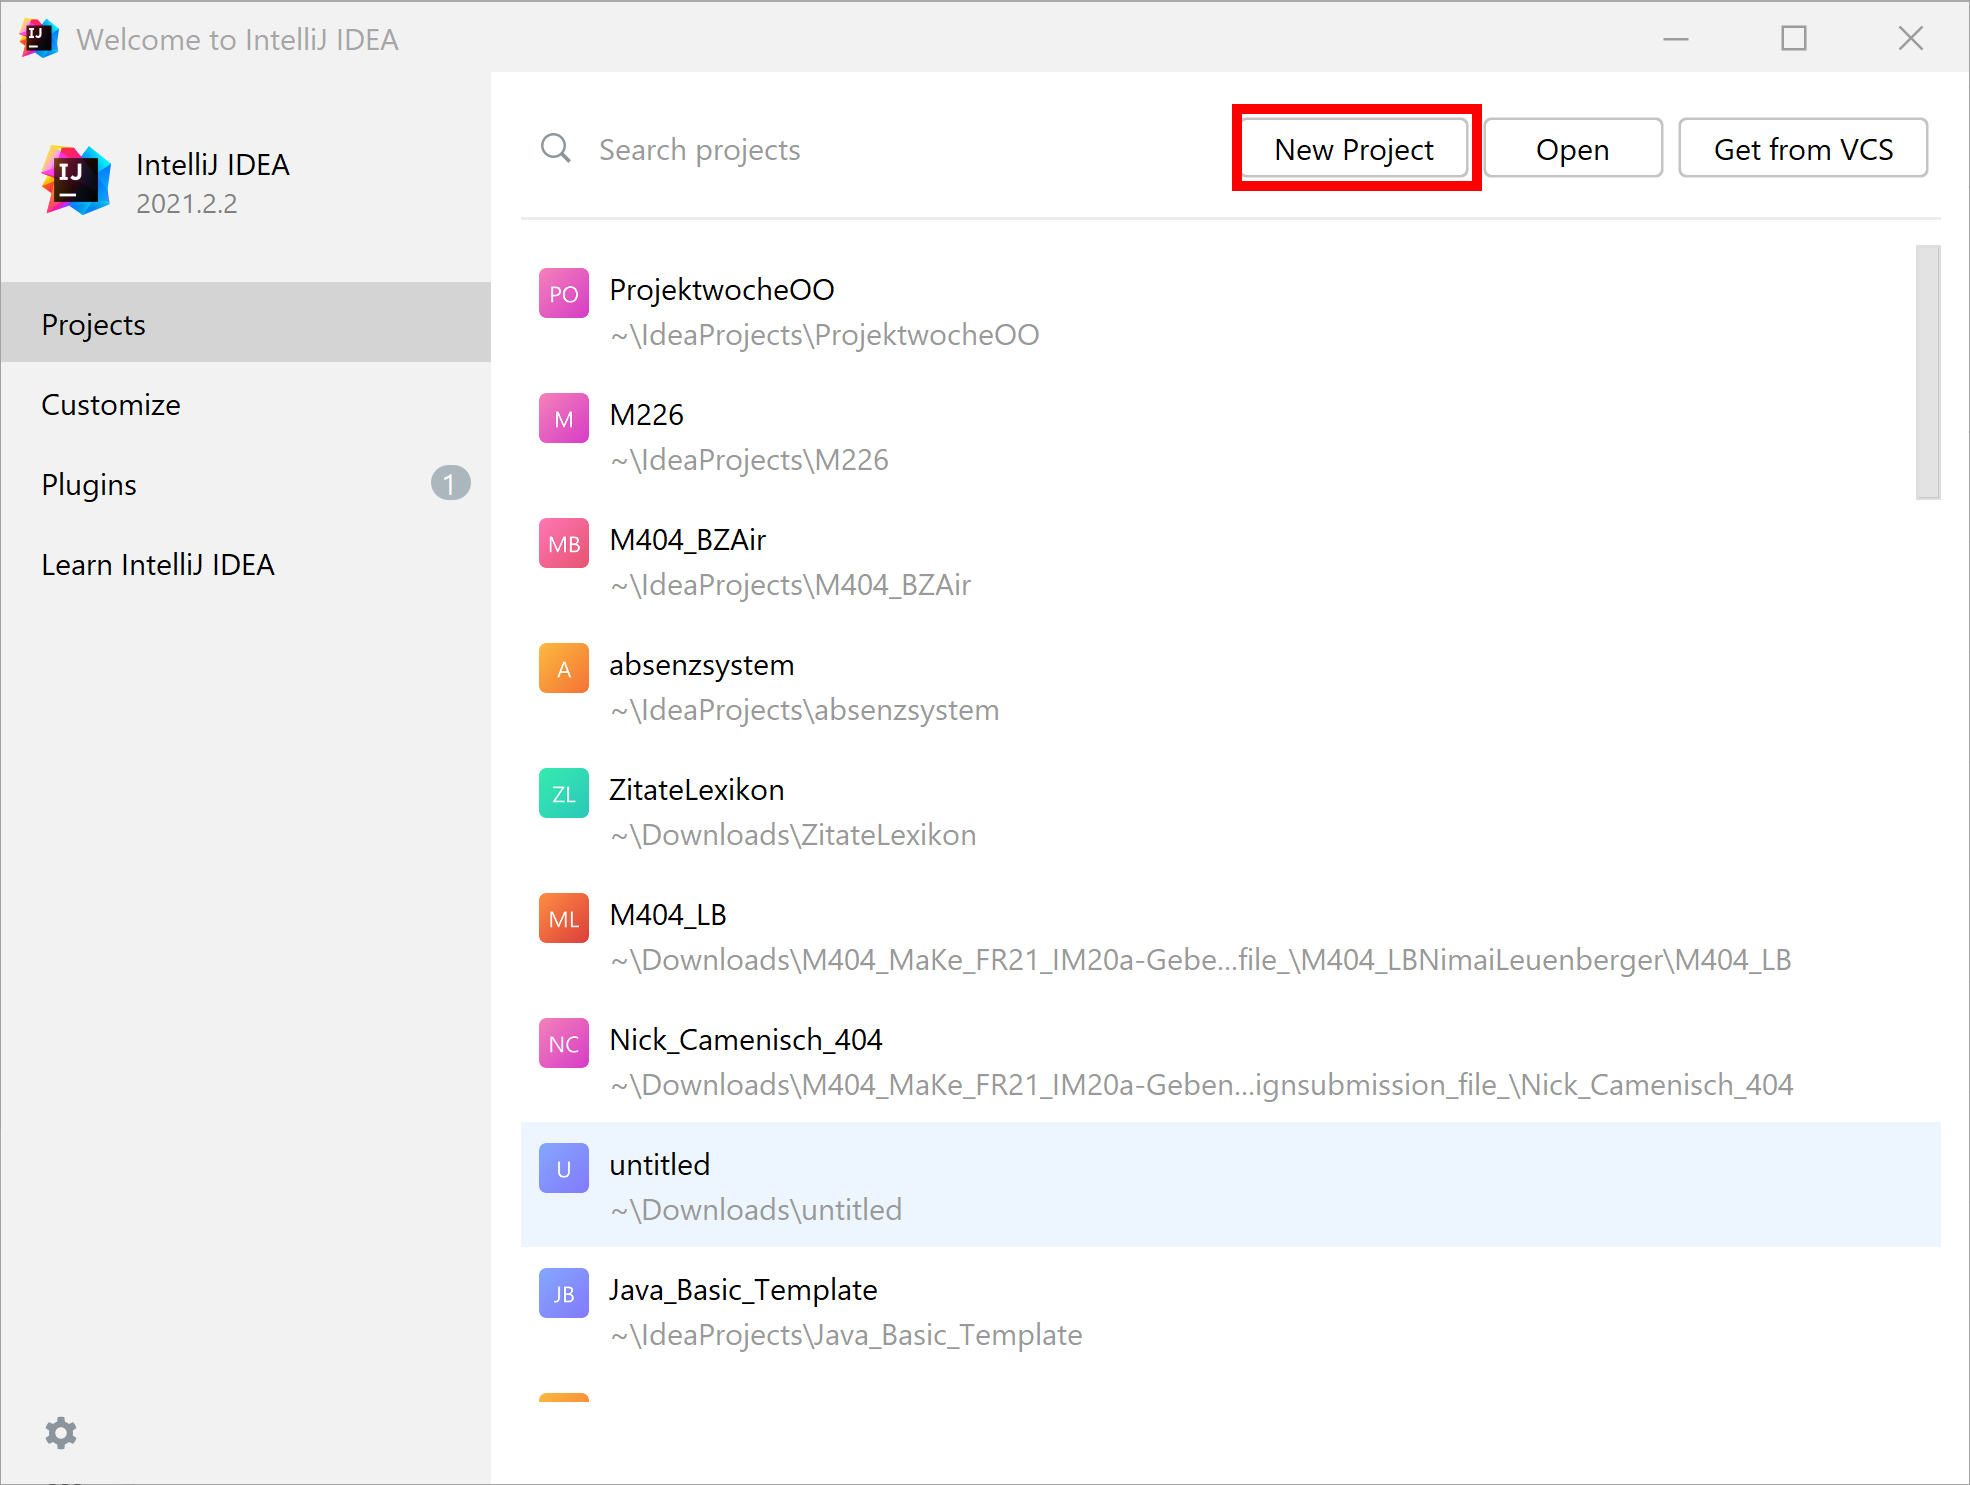 IJ Welcome to IntelliJ IDEA
IJ
IntelliJ IDEA
2021.2.2
Projects
Customize
Plugins 1
Learn IntelliJ IDEA
Search projects New Project Open Get from VCS
PO ProjektwocheOO
~\IdeaProjects\ProjektwocheOO
M M226
~\IdeaProjects\M226
MB M404_BZAir
~\IdeaProjects\M404_BZAir
A absenzsystem
~\IdeaProjects\absenzsystem
ZL ZitateLexikon
~\Downloads\ZitateLexikon
ML M404_LB
~\Downloads\M404_MaKe_FR21_IM20a-Gebe...file_\M404_LBNimaiLeuenberger\M404_LB
NC Nick_Camenisch_404
~\Downloads\M404_MaKe_FR21_IM20a-Geben...ignsubmission_file_\Nick_Camenisch_404
U untitled
~\Downloads\untitled
JB Java_Basic_Template
~\IdeaProjects\Java_Basic_Template